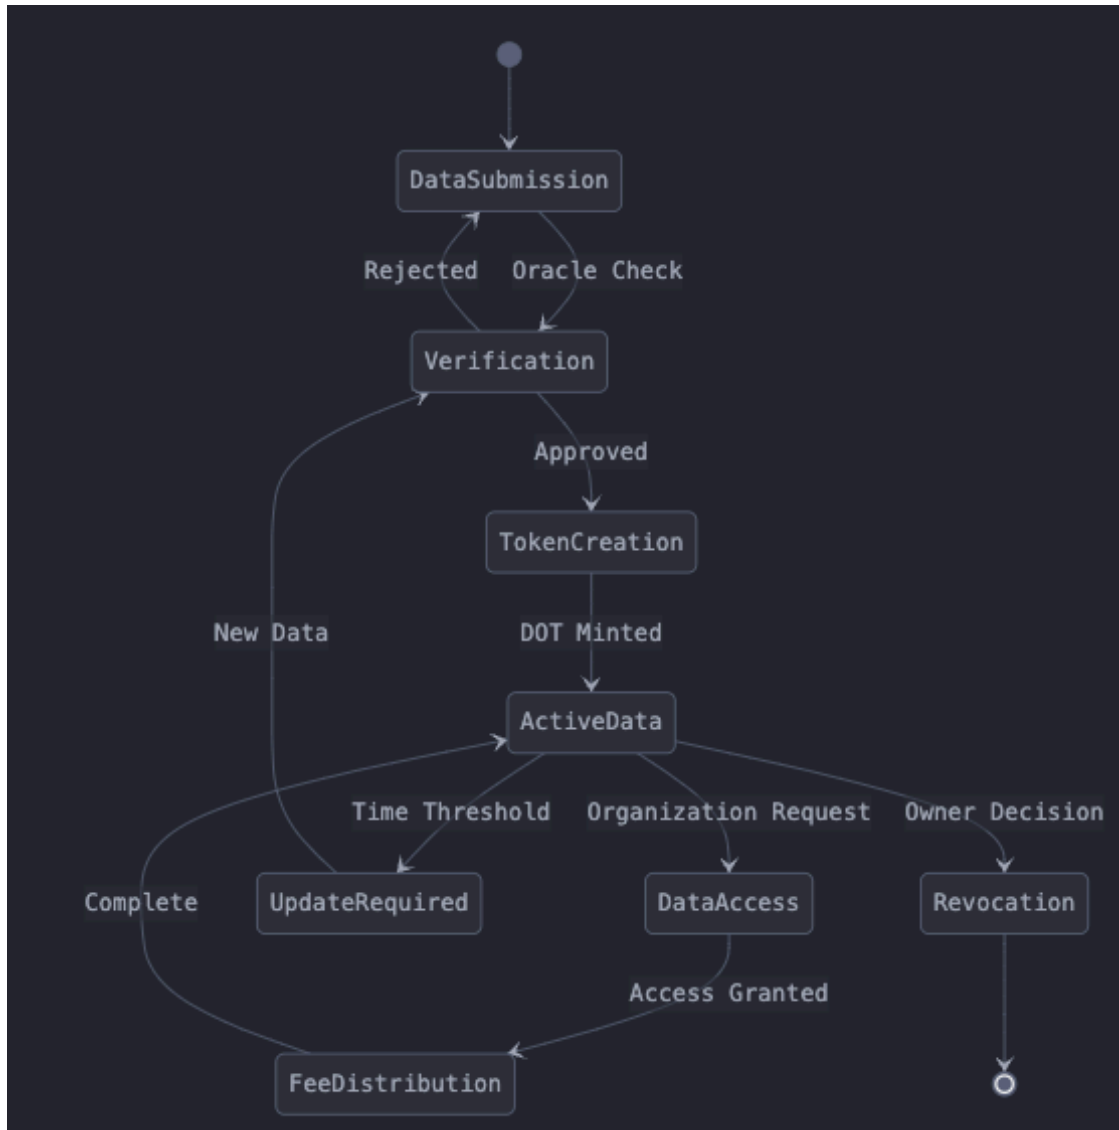 DataSubmission
Rejected
Oracle Check
Verification
Approved
TokenCreation
New Data
DOT Minted
ActiveData
Time Threshold
Organization Request
Owner Decision
Complete
UpdateRequired
DataAccess
Revocation
Access Granted
FeeDistribution